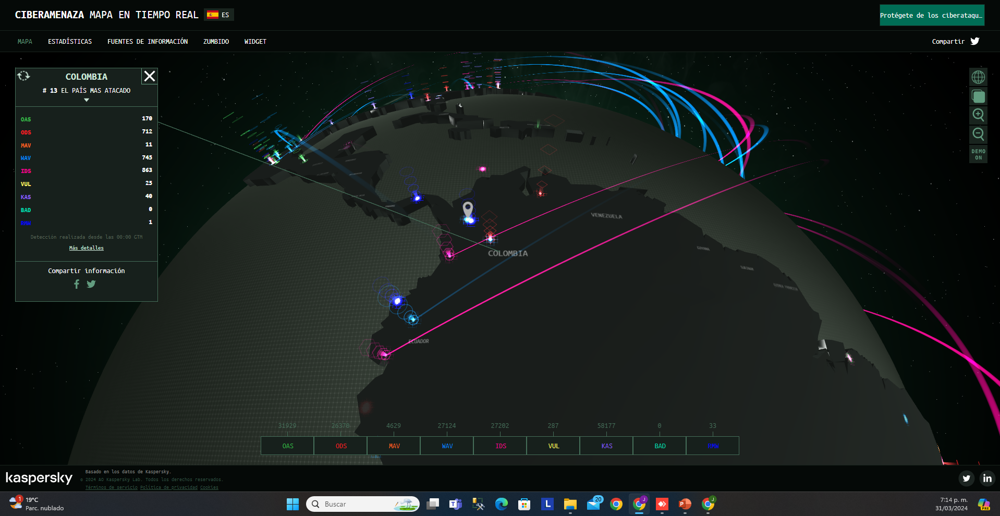 CIBERAMENAZA MAPA EN TIEMPO REAL ES
Protégete de los ciberataqu…
MAPA ESTADÍSTICAS FUENTES DE INFORMACIÓN ZUMBIDO WIDGET
Compartir
COLOMBIA
# 13 EL PAÍS MAS ATACADO
OAS 170
ODS 712
MAV 11
WAV 745
IDS 863
VUL 25
KAS 40
BAD 0
RMW 1
Detección realizada desde las 00:00 GTM
Más detalles
Compartir información
DEMO
ON
VENEZUELA
COLOMBIA
GUYANA
ECUADOR
31929 26370 4629 27124 27202 287 58177 0 33
OAS ODS MAV WAV IDS VUL KAS BAD RMW
kaspersky
Basado en los datos de Kaspersky.
© 2024 AO Kaspersky Lab. Todos los derechos reservados.
Términos de servicio Política de privacidad Cookies
in
1
19°C
Parc. nublado
Buscar
L
20
J
P
J
7:14 p. m.
31/03/2024
PRE